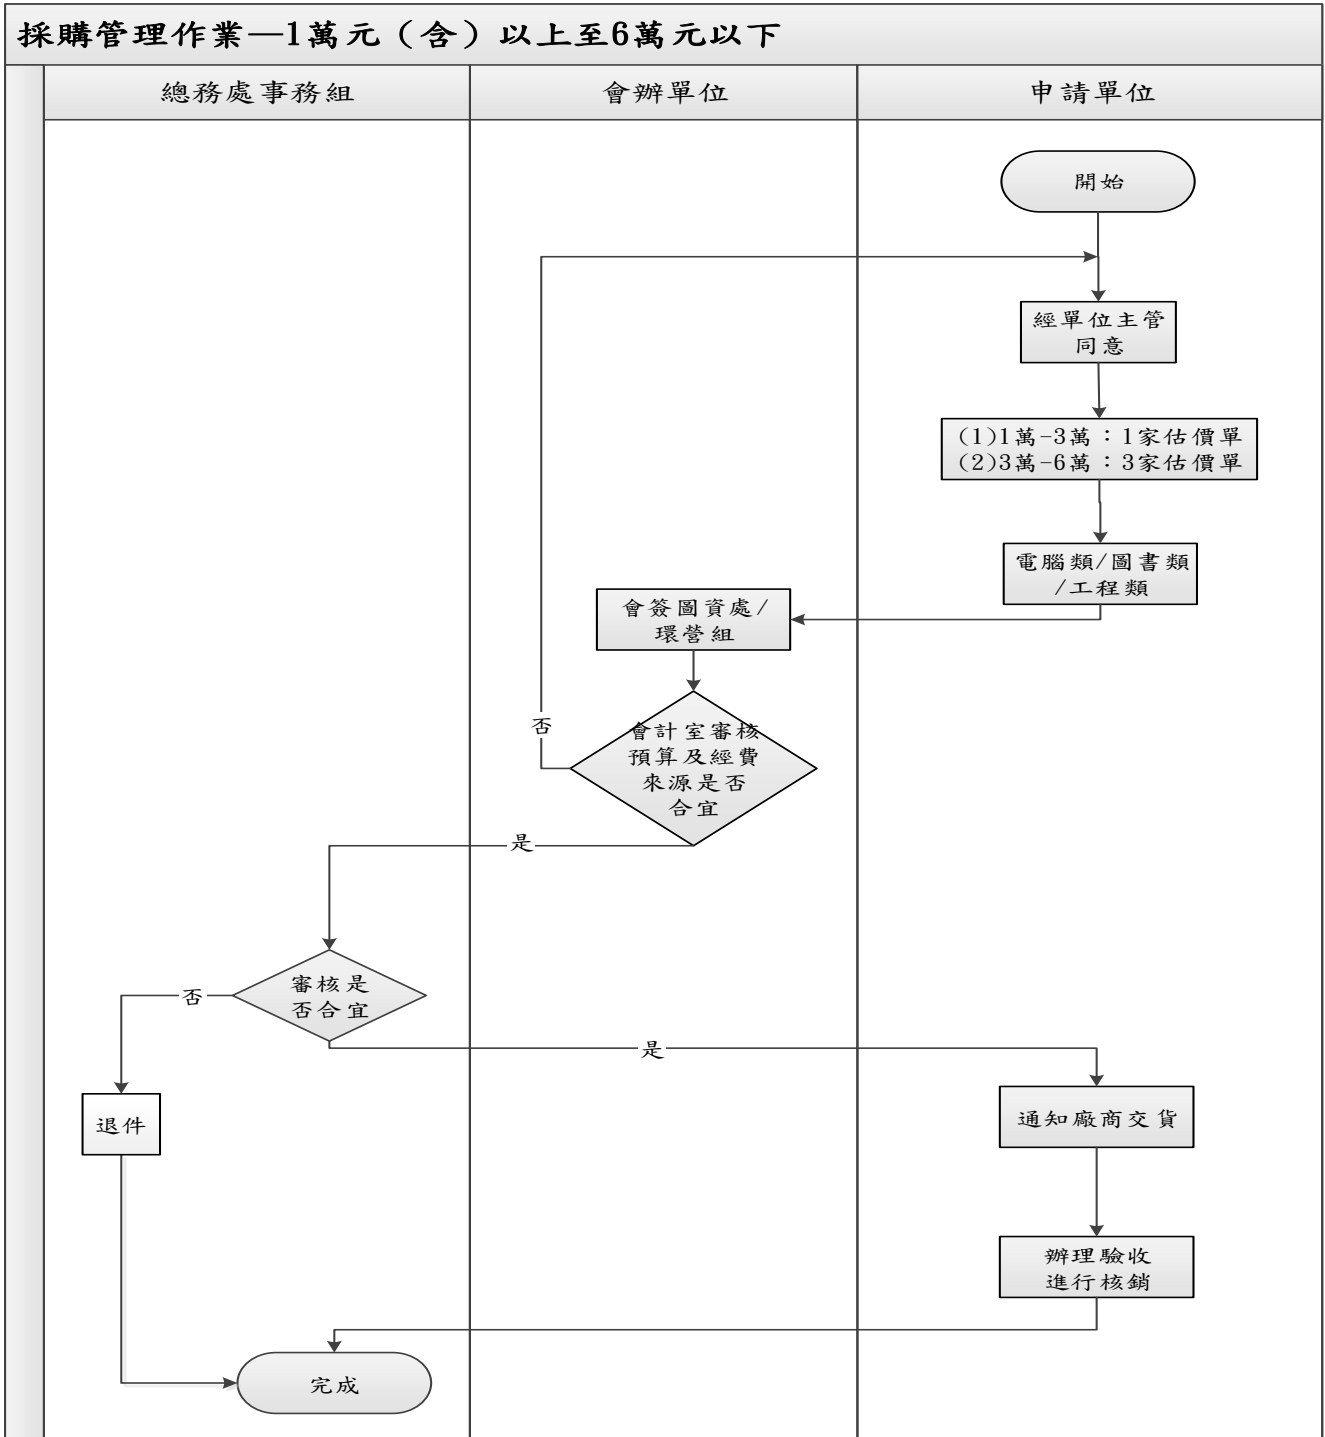 採購管理作業—1萬元（含）以上至6萬元以下
總務處事務組
會辦單位
申請單位
開始
經單位主管
同意
(1)1萬-3萬：1家估價單
(2)3萬-6萬：3家估價單
電腦類/圖書類
/工程類
會簽圖資處/
環營組
否
會計室審核
預算及經費
來源是否
合宜
是
審核是
否合宜
否
是
退件
通知廠商交貨
辦理驗收
進行核銷
完成